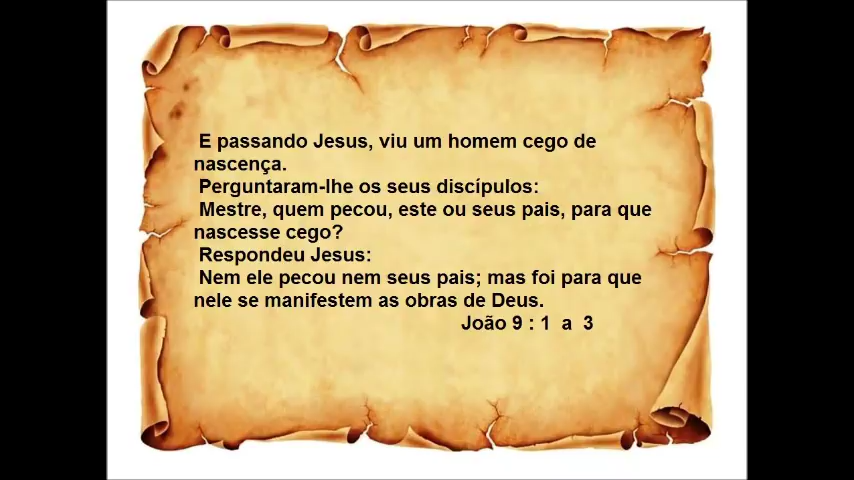 E passando Jesus, viu um homem cego de
nascença.
Perguntaram-lhe os seus discípulos:
Mestre, quem pecou, este ou seus pais, para que
nascesse cego?
Respondeu Jesus:
Nem ele pecou nem seus pais; mas foi para que
nele se manifestem as obras de Deus.
João 9 : 1 a 3